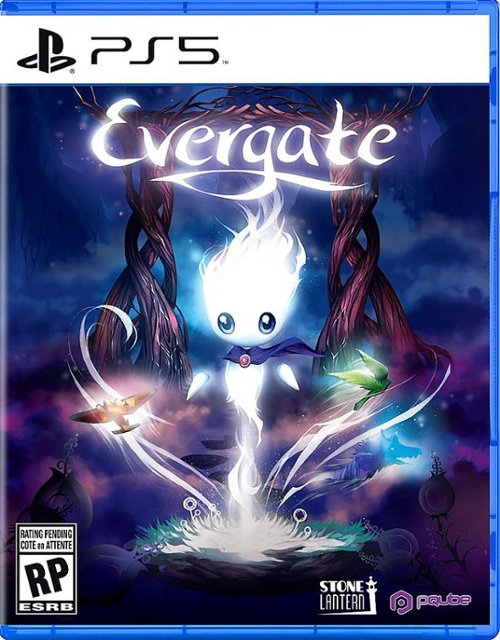 PS5
Evergate
RATING PENDING
COTE en ATTENTE
RP
ESRB
STONE
LANTERN
pqube